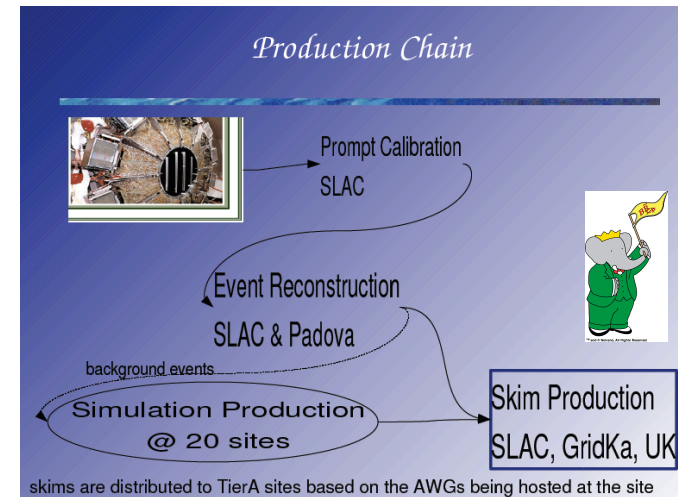 Production Chain
Prompt Calibration
SLAC
Event Reconstruction
SLAC & Padova
background events
Simulation Production
@ 20 sites
Skim Production
SLAC, GridKa, UK
skims are distributed to TierA sites based on the AWGs being hosted at the site